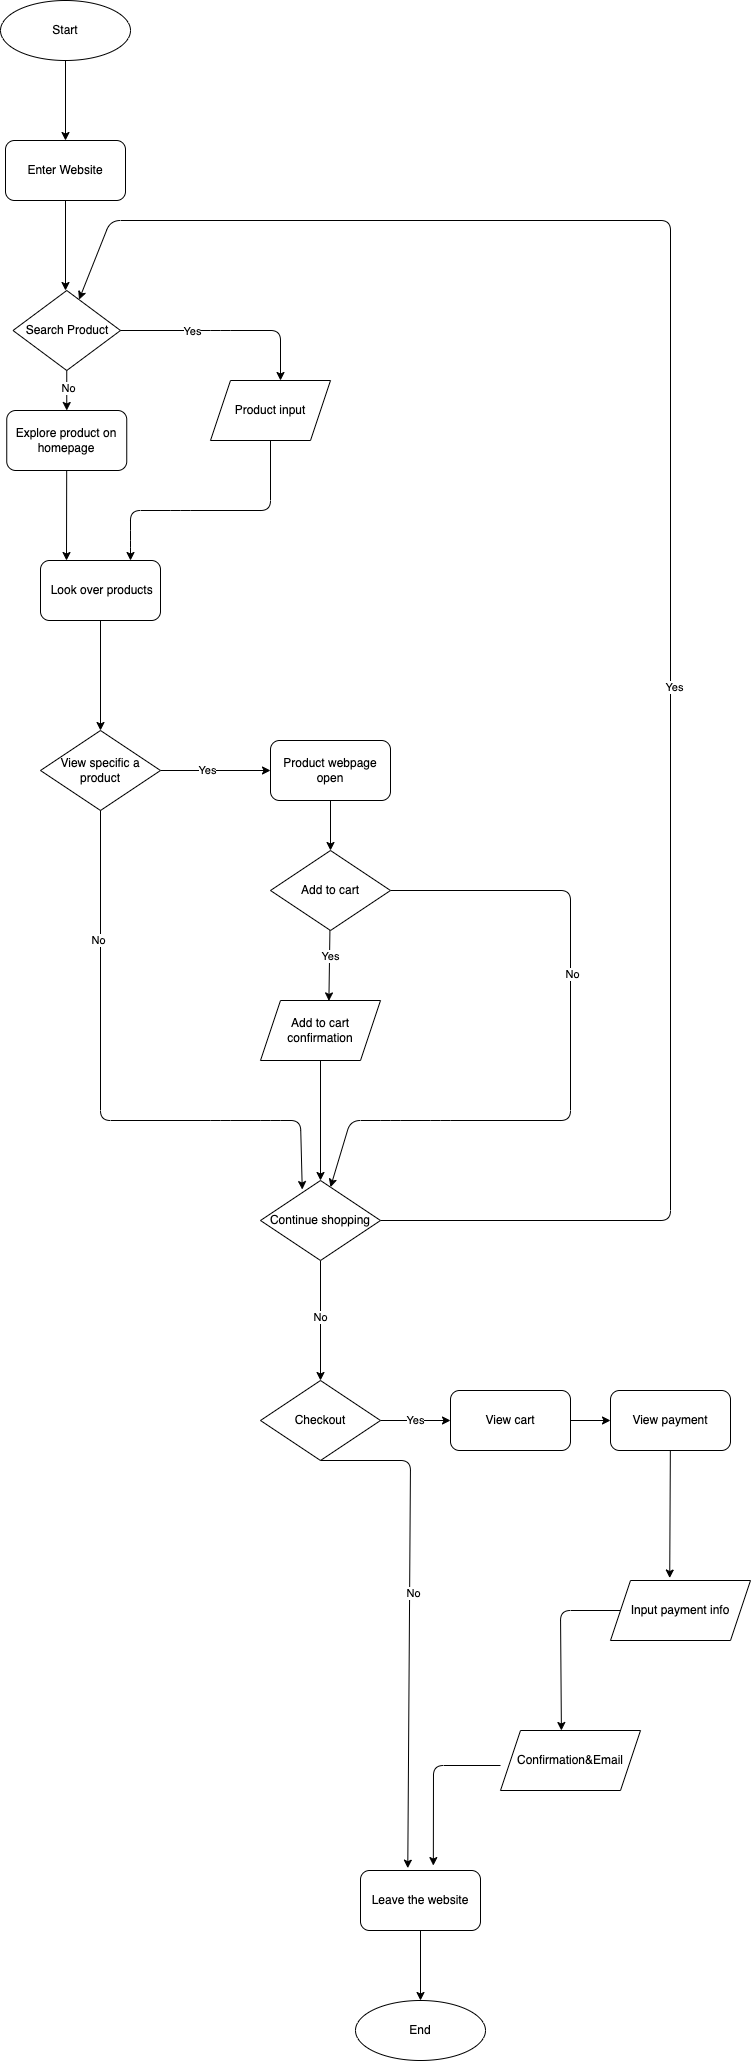 Start
Enter Website
Search Product
Yes
No
Product input
Explore product on
homepage
Look over products
Yes
View specific a
product
Yes
Product webpage
open
Add to cart
No
Yes
No
Add to cart
confirmation
Continue shopping
No
Checkout
Yes
View cart
View payment
No
Input payment info
Confirmation&Email
Leave the website
End